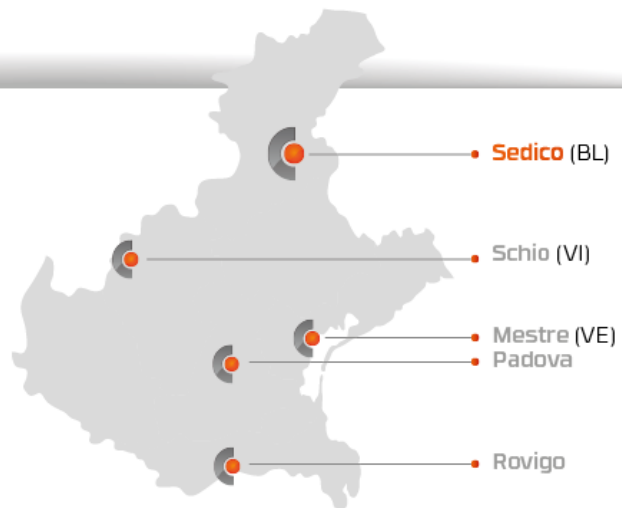 Sedico (BL)
Schio (VI)
Mestre (VE)
Padova
Rovigo